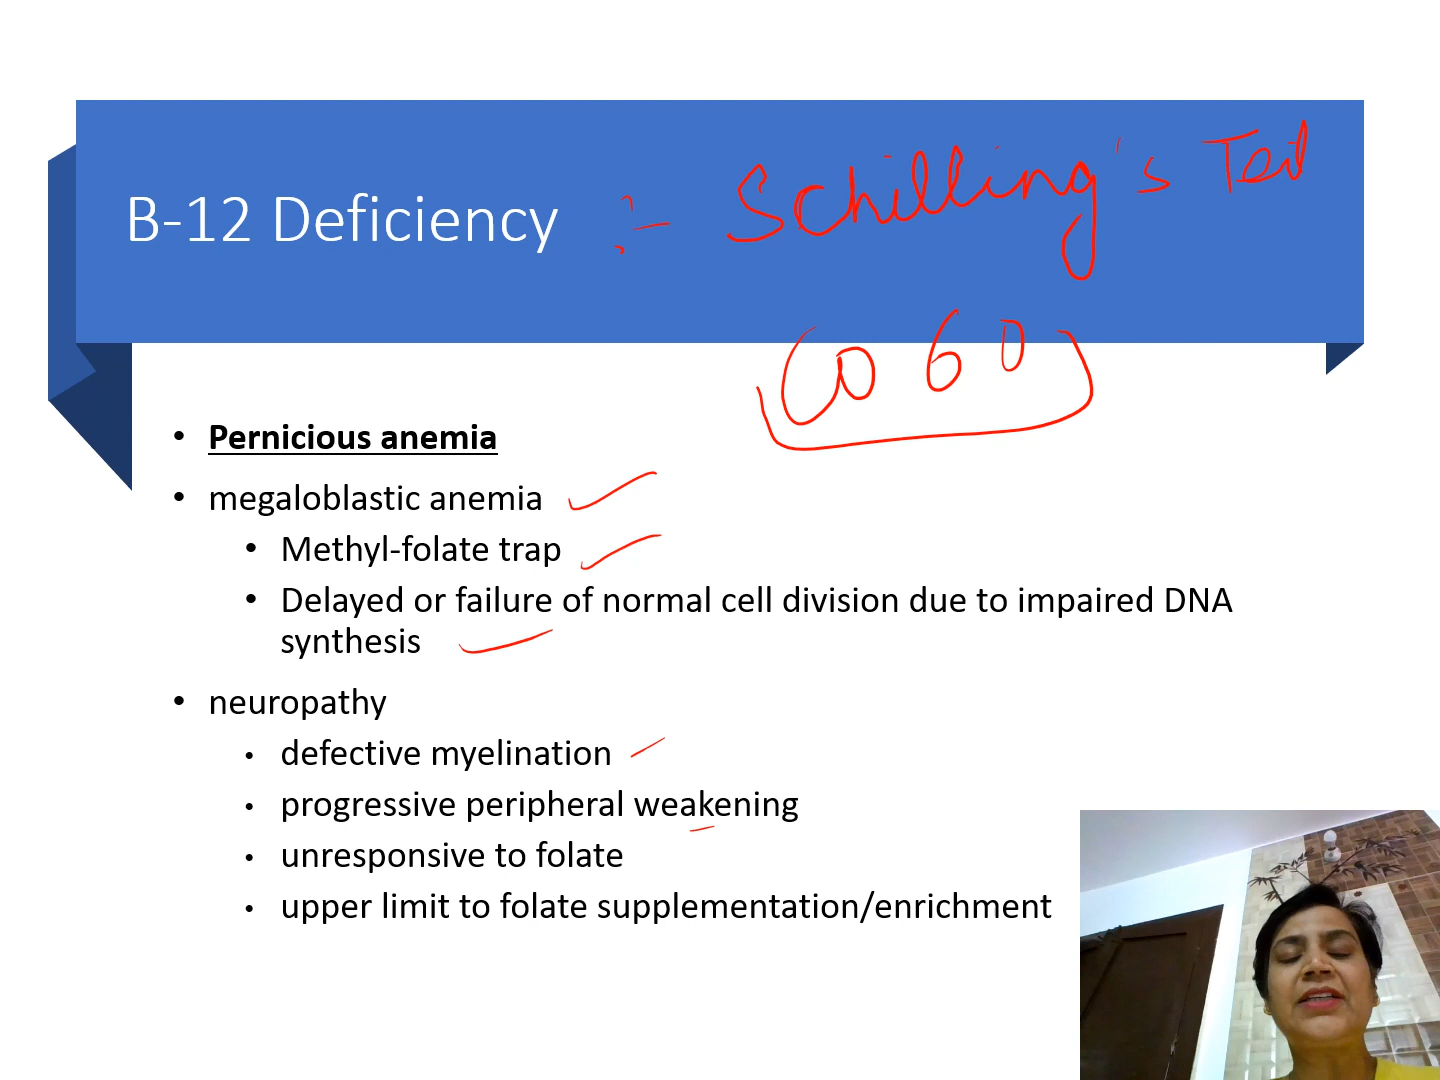 B-12 Deficiency :- Schilling's Test
Co 60
• Pernicious anemia
• megaloblastic anemia
• Methyl-folate trap
• Delayed or failure of normal cell division due to impaired DNA
synthesis
• neuropathy
• defective myelination
• progressive peripheral weakening
• unresponsive to folate
• upper limit to folate supplementation/enrichment